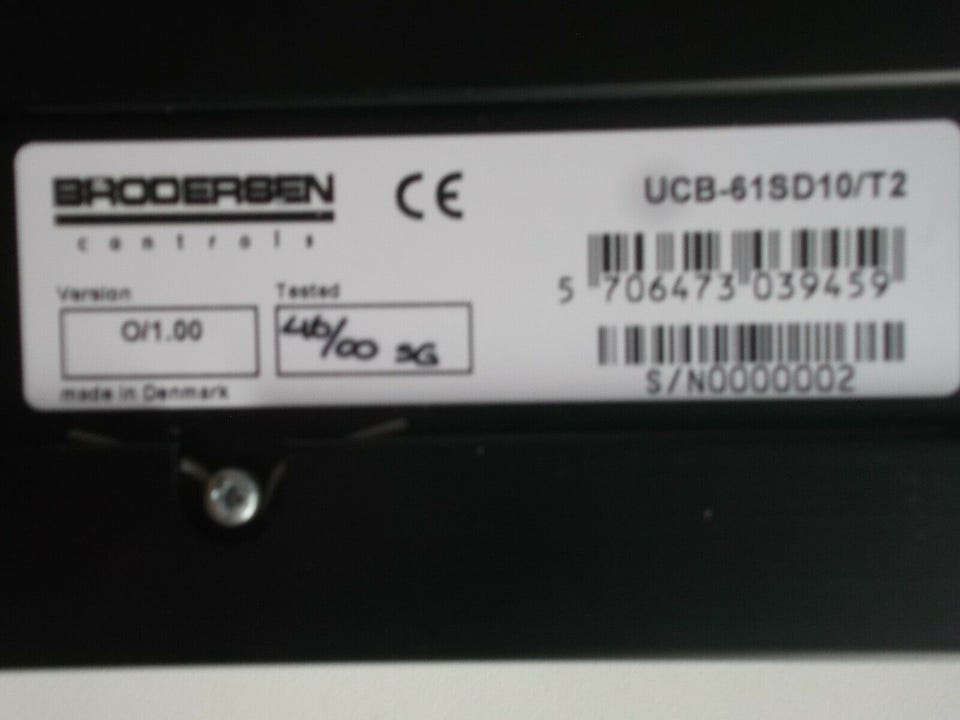 BRODERSEN
controls
CE
UCB-61SD10/T2
5 706473 039459
Version
O/1.00
Tested
46/00 SG
S/N0000002
made in Denmark